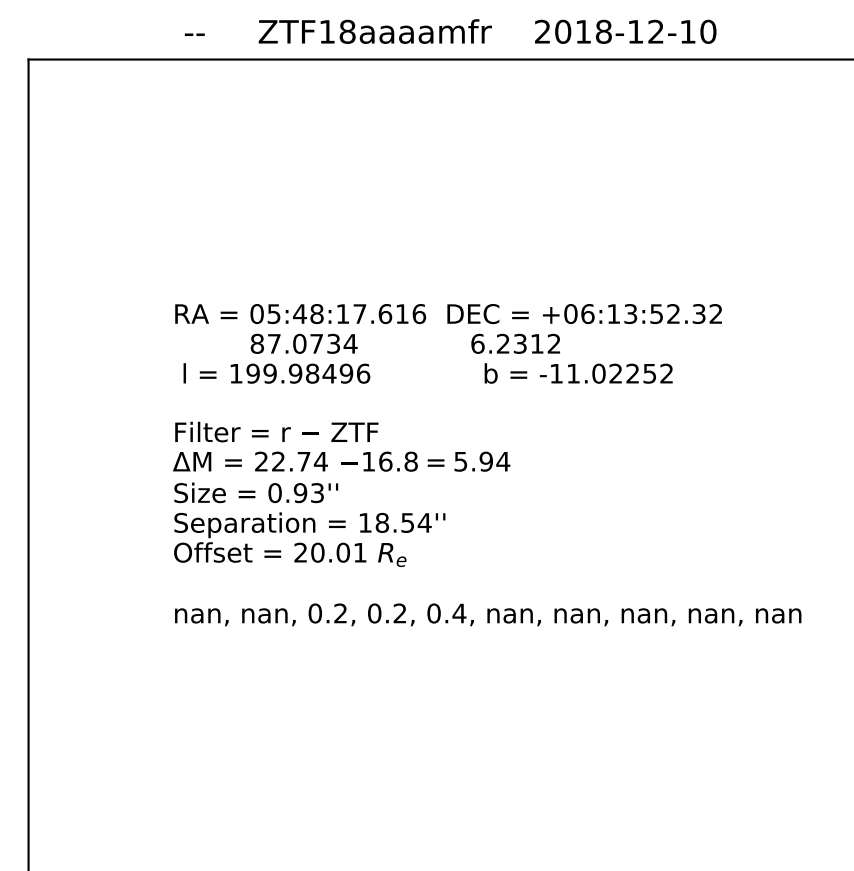 -- ZTF18aaaamfr 2018-12-10
RA = 05:48:17.616 DEC = +06:13:52.32
87.0734 6.2312
l = 199.98496 b = -11.02252
Filter = r − ZTF
ΔM = 22.74 −16.8 = 5.94
Size = 0.93''
Separation = 18.54''
Offset = 20.01 Re
nan, nan, 0.2, 0.2, 0.4, nan, nan, nan, nan, nan